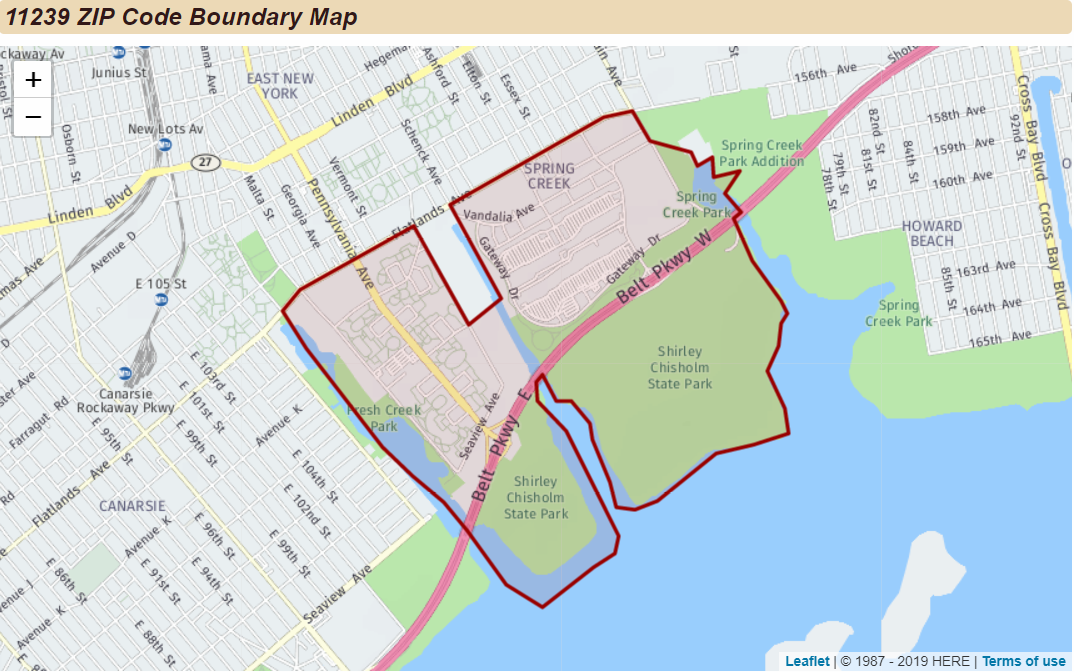 11239 ZIP Code Boundary Map
ckaway Av
Junius St
EAST NEW
YORK
Hegema
Ashford St
Elton St
Essex St
Linden Blvd
156th Ave
Shore
Cross Bay Blvd
92nd St
158th Ave
159th Ave
160th Ave
82nd St
81st St
84th St
79th St
78th St
+
−
Osborn St
New Lots Av
27
Schenck Ave
Vermont St
Malta St
Georgia Ave
Pennsylvania Ave
Linden Blvd
Flatlands Ave
SPRING
CREEK
Vandalia Ave
Spring Creek
Park Addition
Spring
Creek Park
Gateway Dr
Gateway Dr
Belt Pkwy W
HOWARD
BEACH
Cross Bay Blvd
85th St
163rd Ave
164th Ave
165th Ave
Spring
Creek Park
Avenue D
E 105 St
Shirley
Chisholm
State Park
Canarsie
Rockaway Pkwy
E 103rd St
E 101st St
E 99th St
Avenue K
Farragut Rd
E 95th St
Fresh Creek
Park
Seaview Ave
Belt Pkwy E
Flatlands Ave
E 104th St
E 102nd St
E 99th St
Shirley
Chisholm
State Park
CANARSIE
Avenue K
E 96th St
E 94th St
E 91st St
E 86th St
E 88th St
Avenue K
Seaview Ave
Leaflet | © 1987 - 2019 HERE | Terms of use